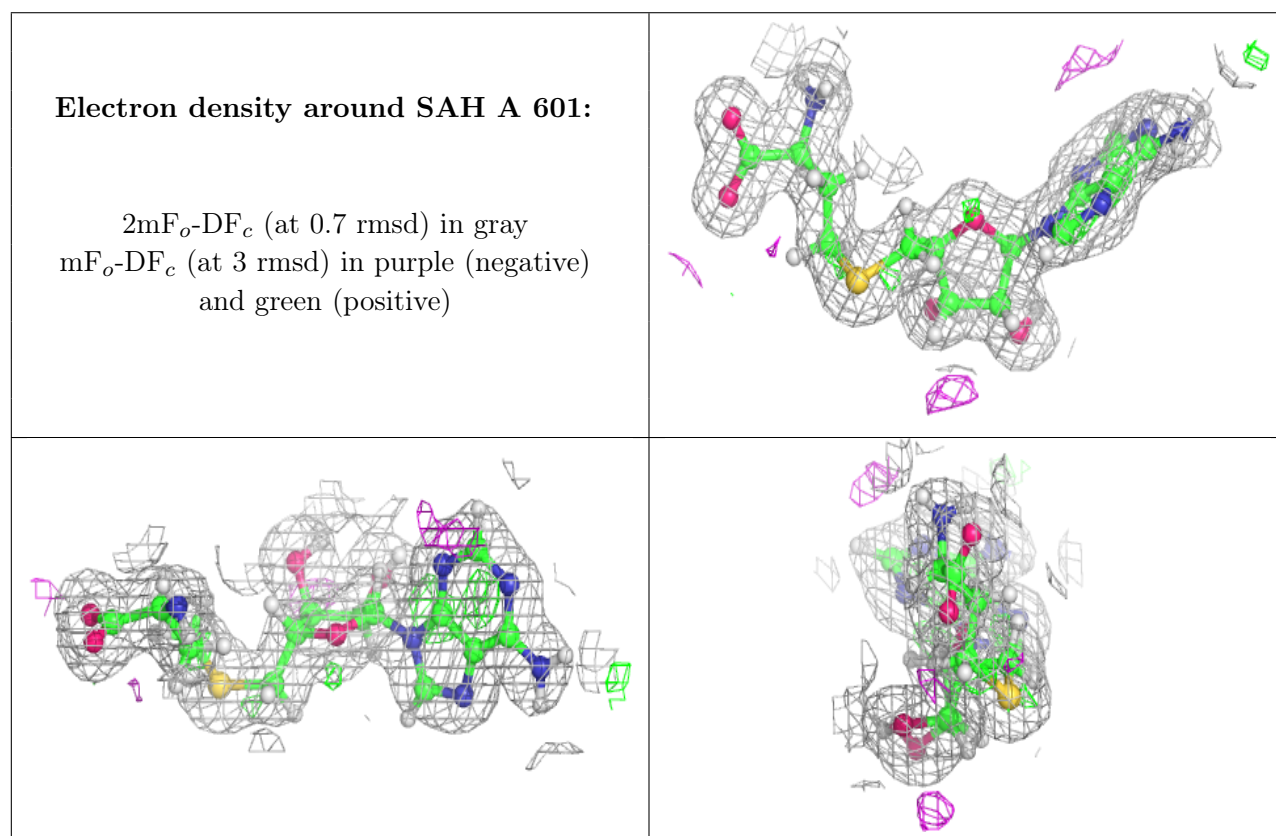 Electron density around SAH A 601:
2mFₒ-DF𝒸 (at 0.7 rmsd) in gray
mFₒ-DF𝒸 (at 3 rmsd) in purple (negative)
and green (positive)